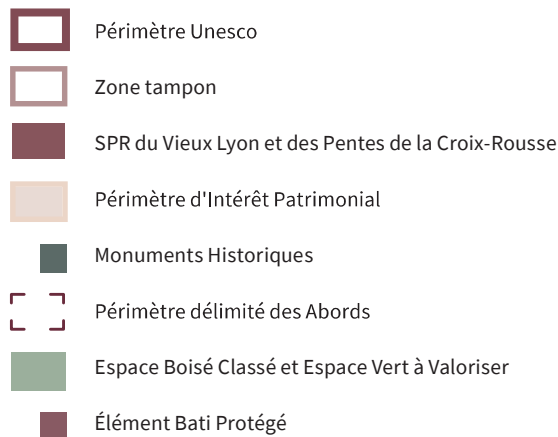 Périmètre Unesco
Zone tampon
SPR du Vieux Lyon et des Pentes de la Croix-Rousse
Périmètre d'Intérêt Patrimonial
Monuments Historiques
Périmètre délimité des Abords
Espace Boisé Classé et Espace Vert à Valoriser
Élément Bati Protégé